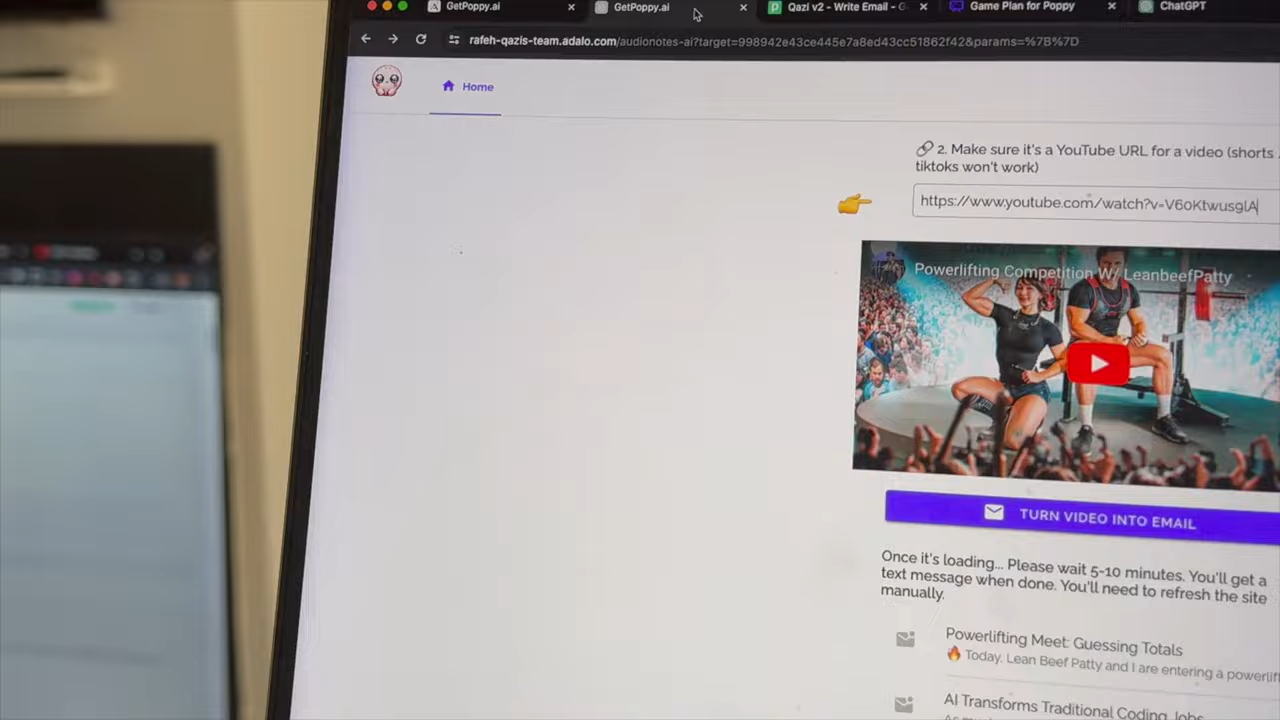 GetPoppy.ai
GetPoppy.ai
Qazi v2 - Write Email - G
Game Plan for Poppy
ChatGPT
rafeh-qazis-team.adalo.com/audionotes-ai?target=998942e43ce445e7a8ed43cc51862f42&params=%7B%7D
Home
2. Make sure it's a YouTube URL for a video (shorts
tiktoks won't work)
https://www.youtube.com/watch?v=V6oKtwus9lA
Powerlifting Competition W/ LeanbeefPatty
TURN VIDEO INTO EMAIL
Once it's loading... Please wait 5-10 minutes. You'll get a
text message when done. You'll need to refresh the site
manually.
Powerlifting Meet: Guessing Totals
🔥 Today, Lean Beef Patty and I are entering a powerlif
AI Transforms Traditional Coding Jobs